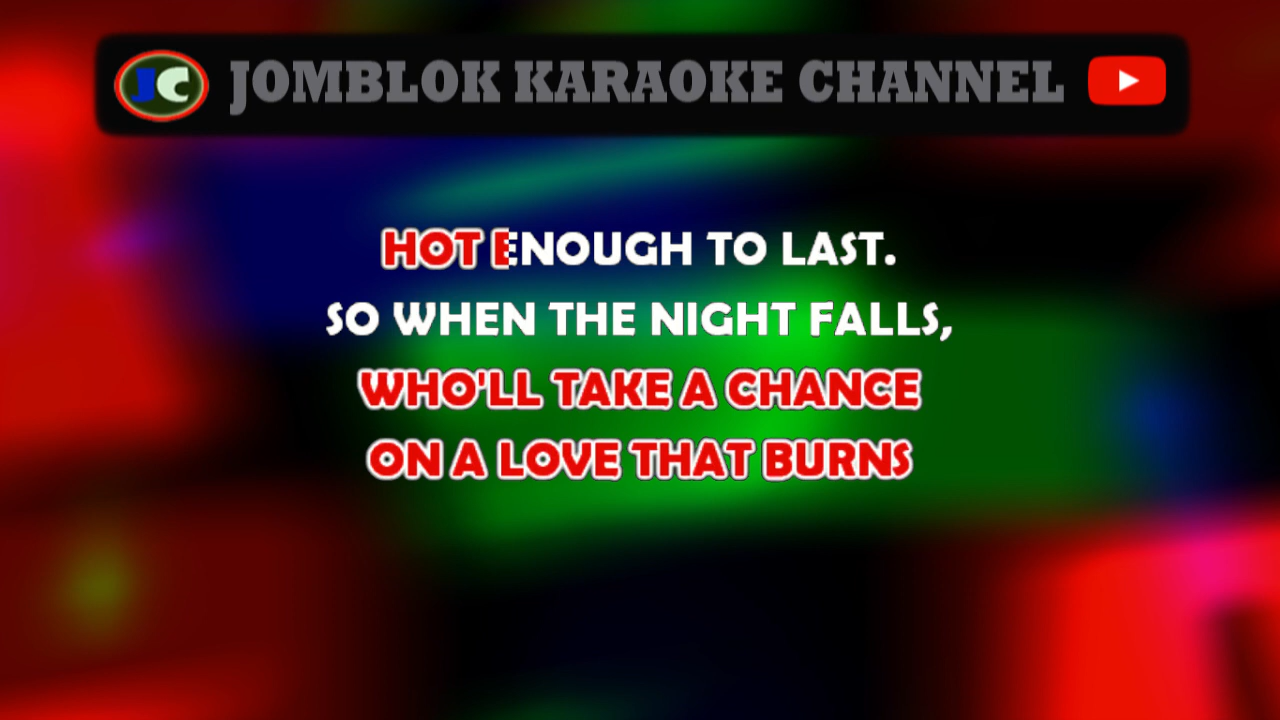 JC JOMBLOK KARAOKE CHANNEL
HOT ENOUGH TO LAST.
SO WHEN THE NIGHT FALLS,
WHO'LL TAKE A CHANCE
ON A LOVE THAT BURNS